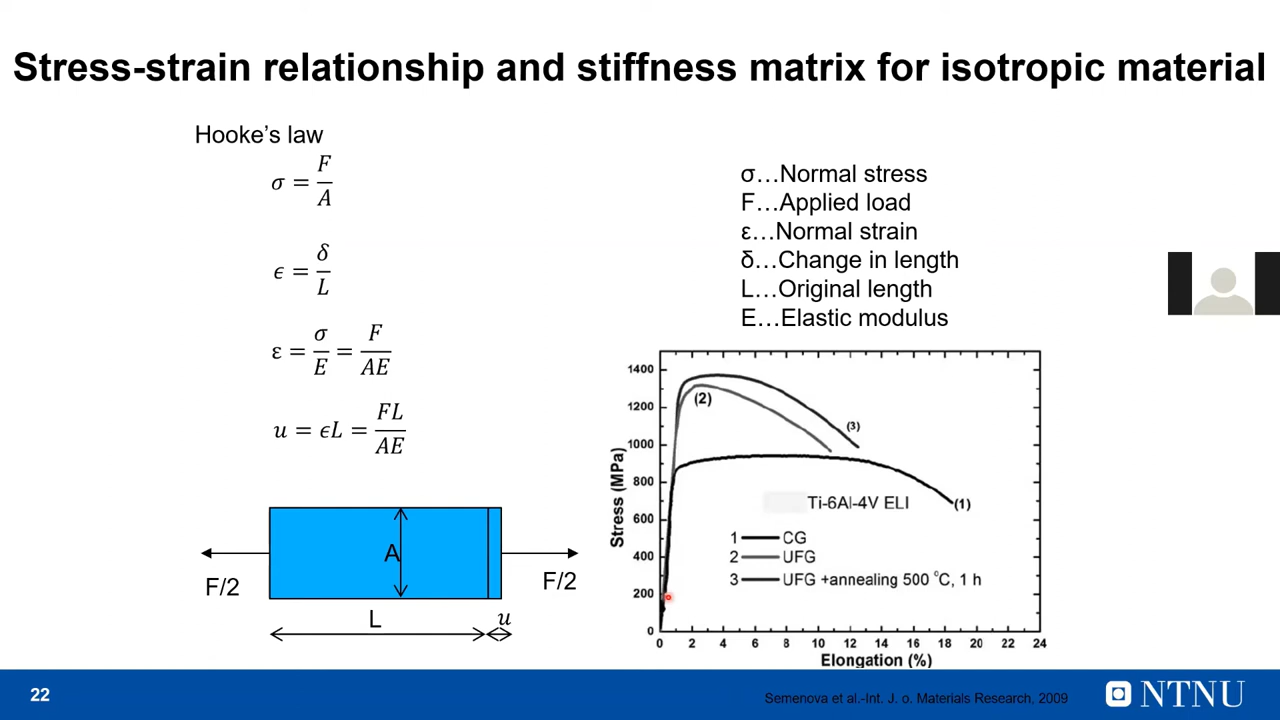 Stress-strain relationship and stiffness matrix for isotropic material
Hooke's law
σ = F/A
ϵ = δ/L
ε = σ/E = F/AE
u = ϵL = FL/AE
σ…Normal stress
F…Applied load
ε…Normal strain
δ…Change in length
L…Original length
E…Elastic modulus
A
F/2
F/2
L
u
Stress (MPa)
1400
1200
1000
800
600
400
200
0
(2)
(3)
(1)
Ti-6Al-4V ELI
1 CG
2 UFG
3 UFG +annealing 500 °C, 1 h
0 2 4 6 8 10 12 14 16 18 20 22 24
Elongation (%)
22
Semenova et al.-Int. J. o. Materials Research, 2009
NTNU